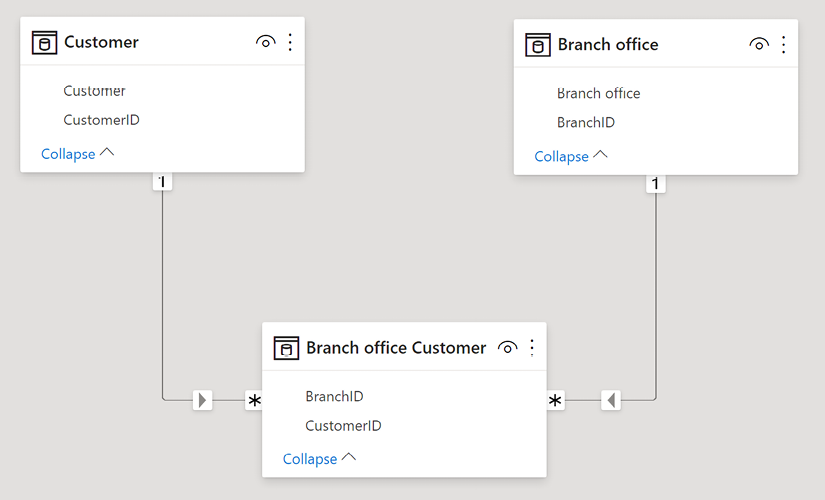 Customer
Customer
CustomerID
Collapse
1
Branch office
Branch office
BranchID
Collapse
1
Branch office Customer
BranchID
CustomerID
Collapse
*
*